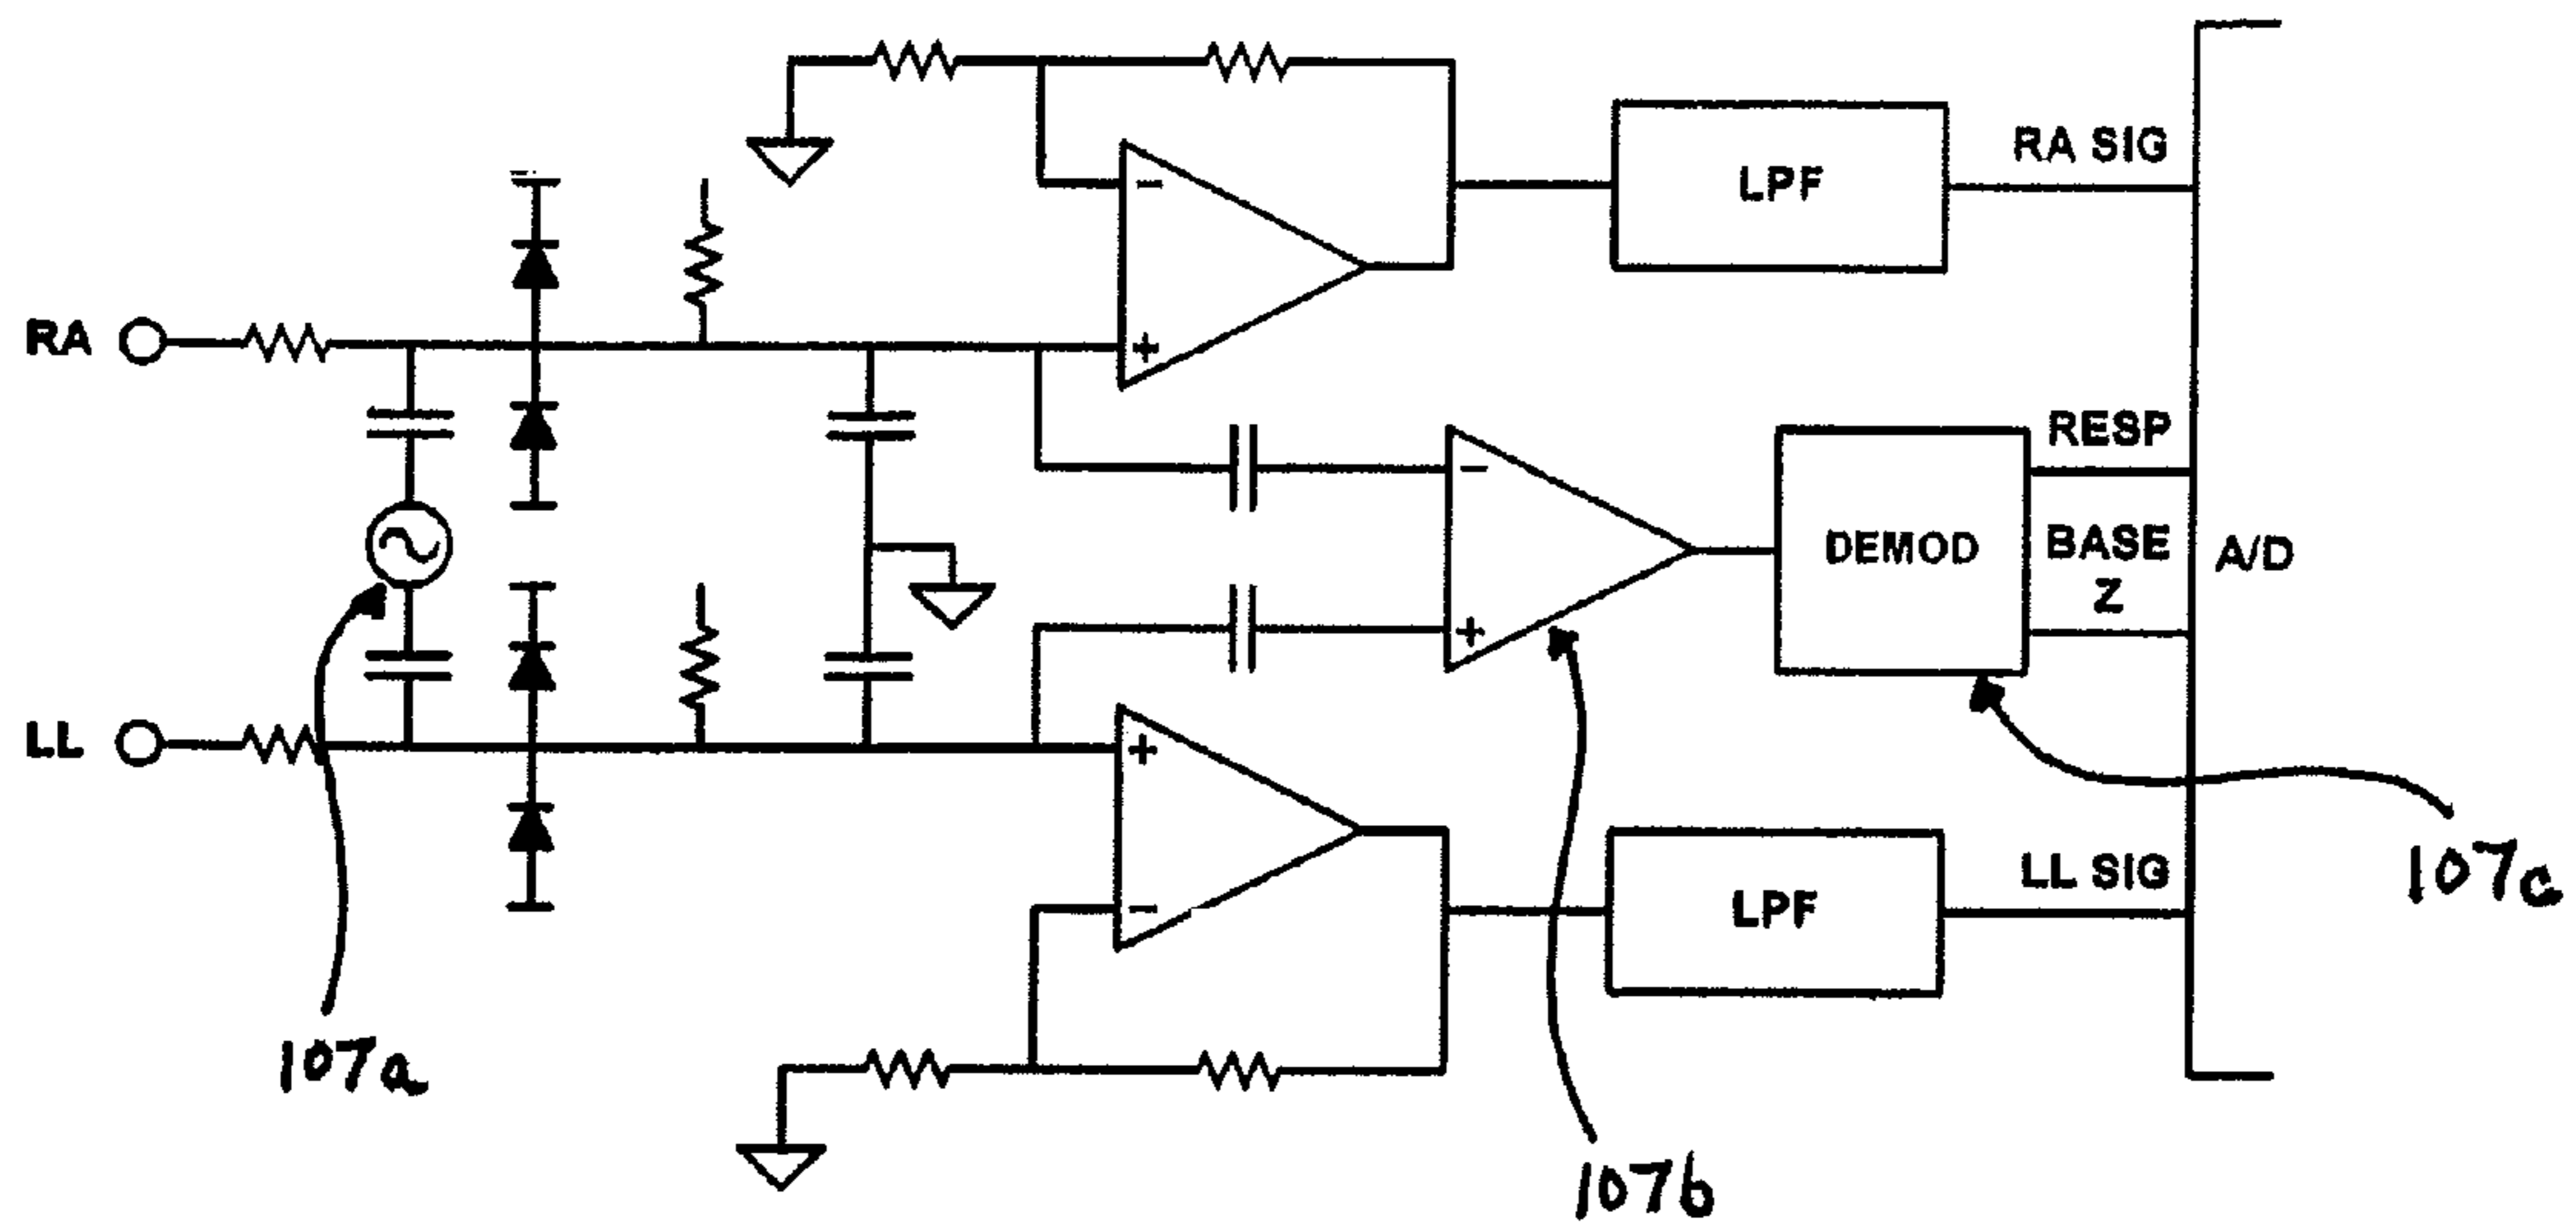 RA SIG
LPF
RA
RESP
DEMOD
BASE
Z
A/D
LL
LL SIG
LPF
107c
107a
107b